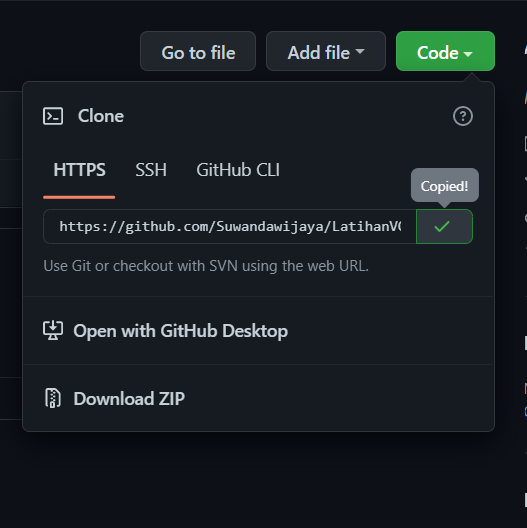 Go to file Add file Code
Clone
HTTPS SSH GitHub CLI
Copied!
https://github.com/Suwandawijaya/LatihanV
Use Git or checkout with SVN using the web URL.
Open with GitHub Desktop
Download ZIP